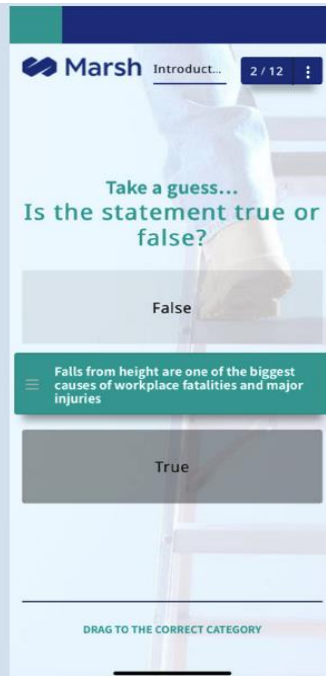 Marsh
Introduct...
2 / 12
Take a guess...
Is the statement true or
false?
False
Falls from height are one of the biggest
causes of workplace fatalities and major
injuries
True
DRAG TO THE CORRECT CATEGORY